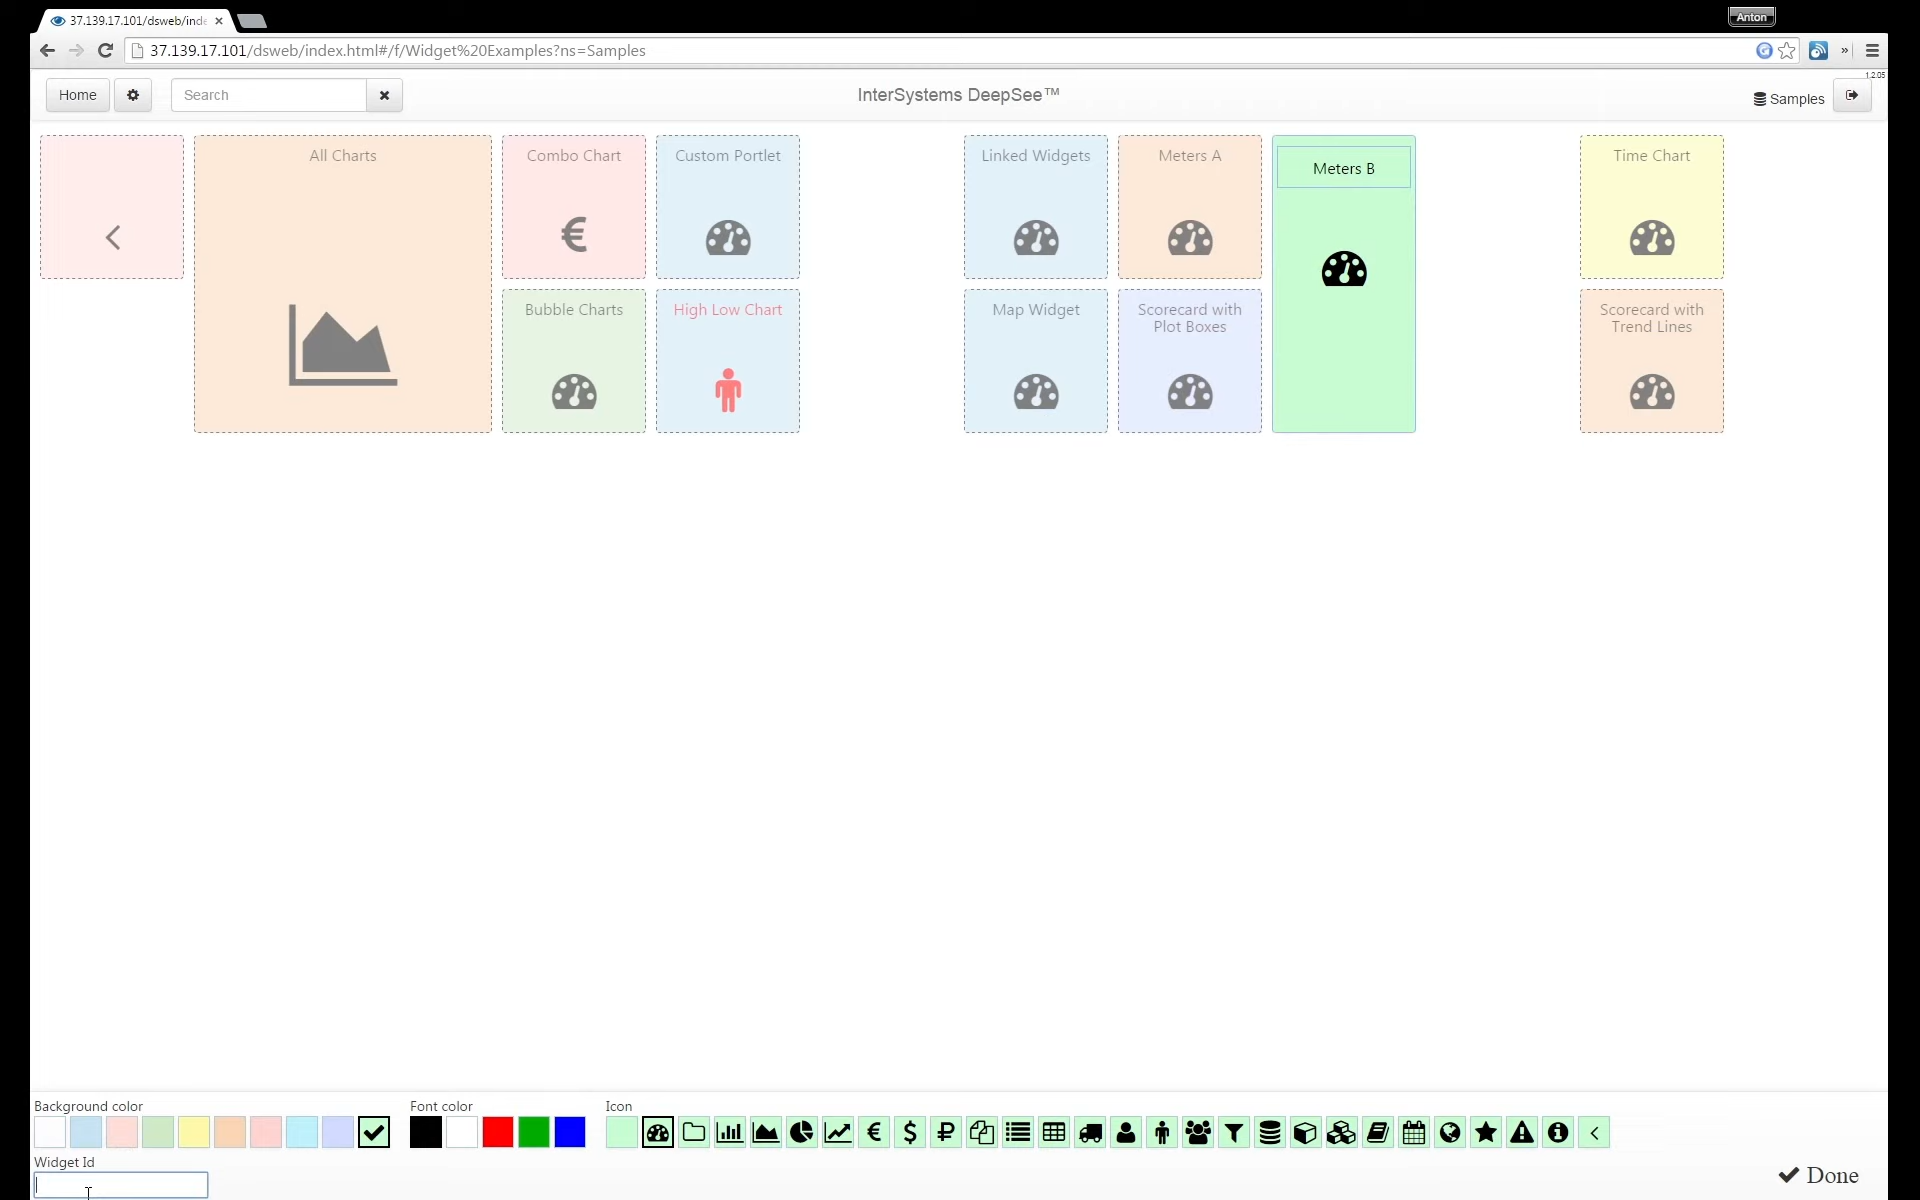 Anton
37.139.17.101/dsweb/inde
37.139.17.101/dsweb/index.html#/f/Widget%20Examples?ns=Samples
1.2.05
Home
Search
InterSystems DeepSee™
Samples
All Charts
Combo Chart
Custom Portlet
Linked Widgets
Meters A
Meters B
Time Chart
Bubble Charts
High Low Chart
Map Widget
Scorecard with
Plot Boxes
Scorecard with
Trend Lines
Background color
Font color
Icon
Widget Id
Done